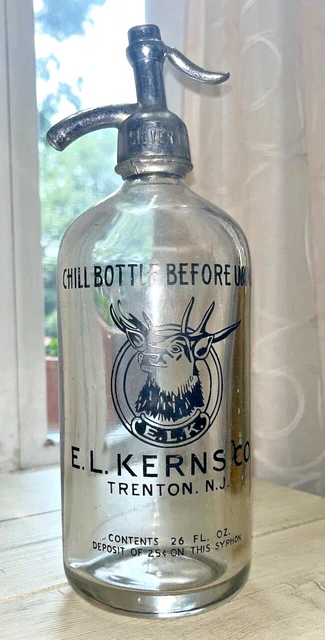 CHILL BOTTLE BEFORE
E.L.K.
E.L. KERNS CO
TRENTON. N.J.
CONTENTS 26 FL. OZ.
DEPOSIT OF 25¢ ON THIS SYPHON